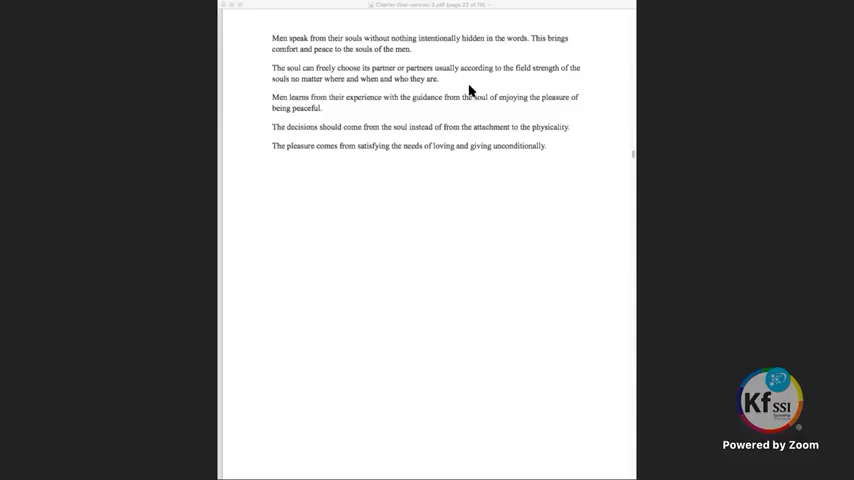 Men speak from their souls without nothing intentionally hidden in the words. This brings
comfort and peace to the souls of the men.
The soul can freely choose its partner or partners usually according to the field strength of the
souls no matter where and when and who they are.
Men learns from their experience with the guidance from the soul of enjoying the pleasure of
being peaceful.
The decisions should come from the soul instead of from the attachment to the physicality.
The pleasure comes from satisfying the needs of loving and giving unconditionally.
Kf SSI
Powered by Zoom